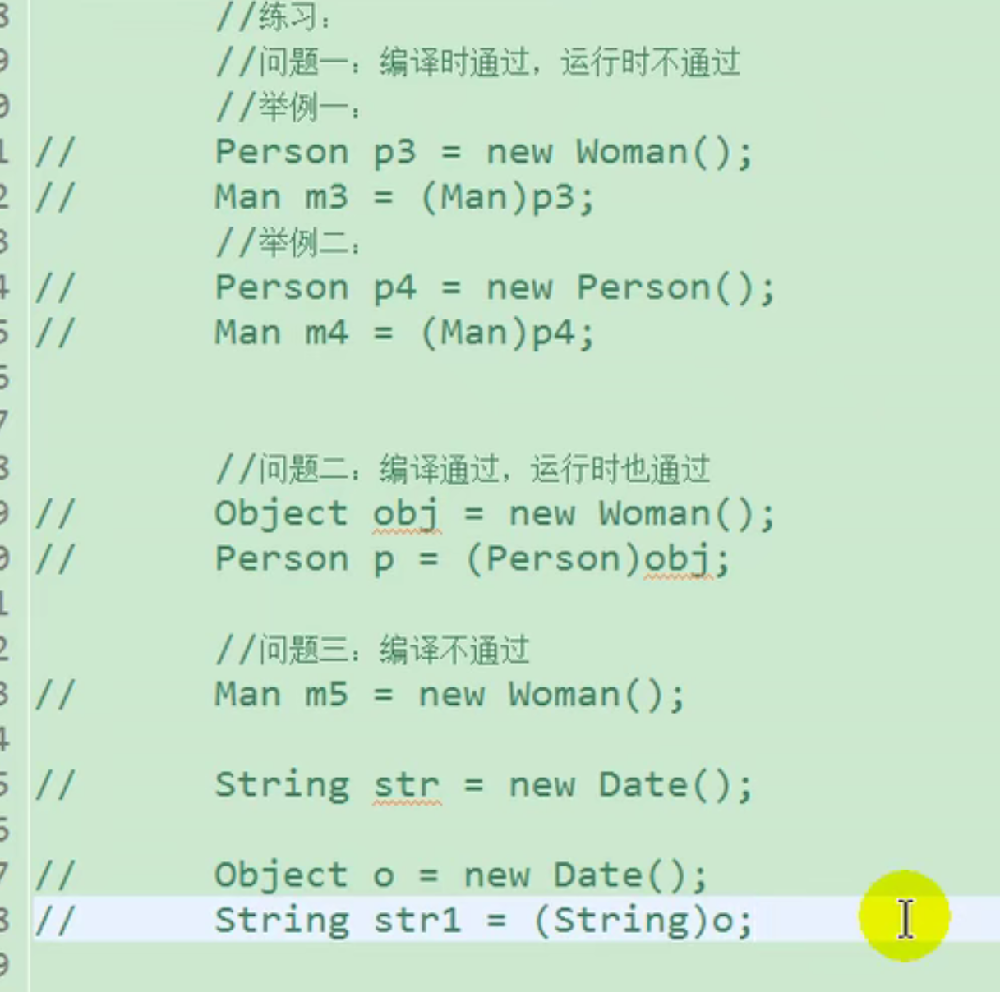 //练习：
//问题一：编译时通过，运行时不通过
//举例一：
// Person p3 = new Woman();
// Man m3 = (Man)p3;
//举例二：
// Person p4 = new Person();
// Man m4 = (Man)p4;
//问题二：编译通过，运行时也通过
// Object obj = new Woman();
// Person p = (Person)obj;
//问题三：编译不通过
// Man m5 = new Woman();
// String str = new Date();
// Object o = new Date();
// String str1 = (String)o;